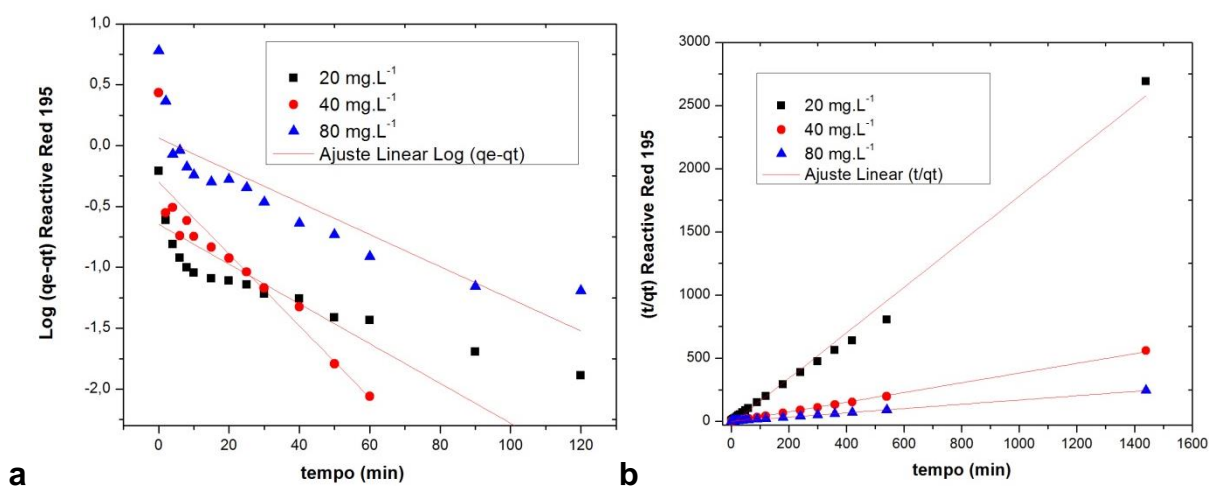 Log (qe-qt) Reactive Red 195
1,0
0,5
0,0
-0,5
-1,0
-1,5
-2,0
20 mg.L⁻¹
40 mg.L⁻¹
80 mg.L⁻¹
Ajuste Linear Log (qe-qt)
0 20 40 60 80 100 120
tempo (min)
a
(t/qt) Reactive Red 195
3000
2500
2000
1500
1000
500
0
20 mg.L⁻¹
40 mg.L⁻¹
80 mg.L⁻¹
Ajuste Linear (t/qt)
0 200 400 600 800 1000 1200 1400 1600
tempo (min)
b